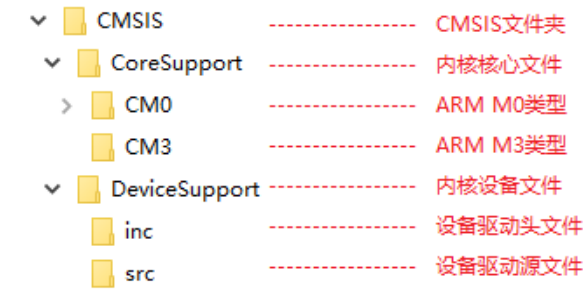 CMSIS ---------------- CMSIS文件夹
CoreSupport ---------------- 内核核心文件
CM0 ---------------- ARM M0类型
CM3 ---------------- ARM M3类型
DeviceSupport ---------------- 内核设备文件
inc ---------------- 设备驱动头文件
src ---------------- 设备驱动源文件